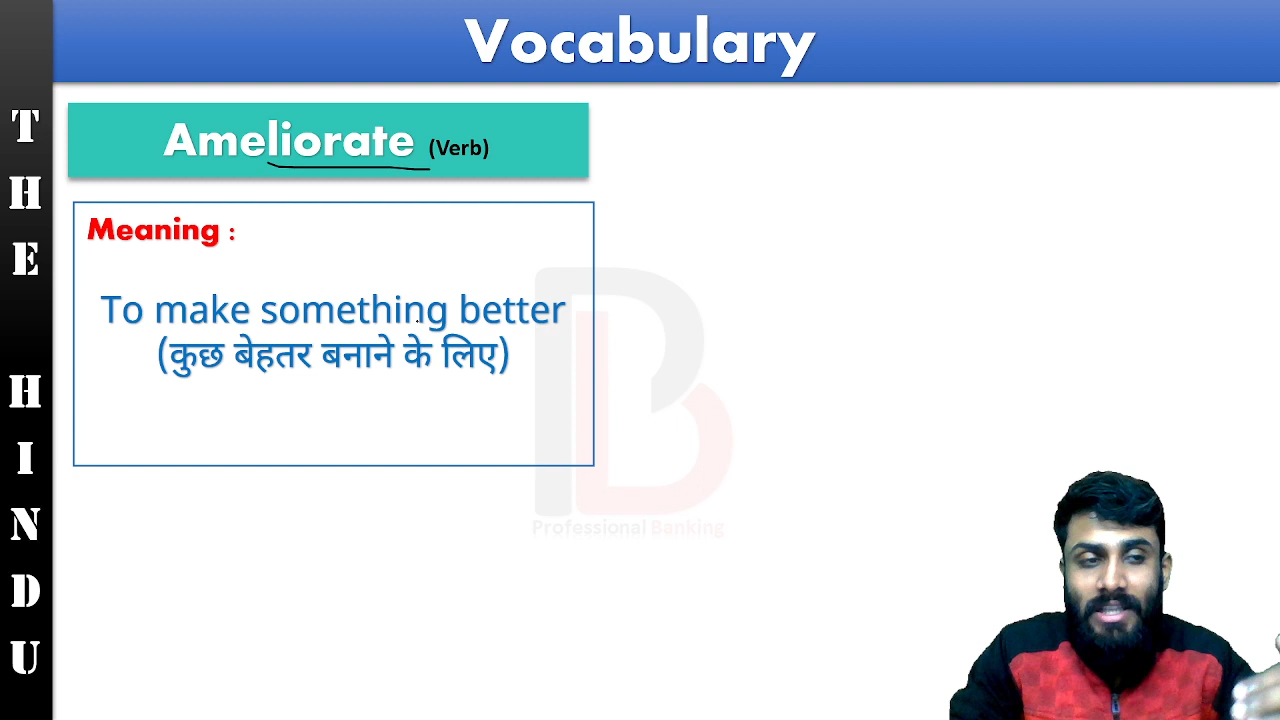 Vocabulary
THE HINDU
Ameliorate (Verb)
Meaning :
To make something better
(कुछ बेहतर बनाने के लिए)
Professional Banking